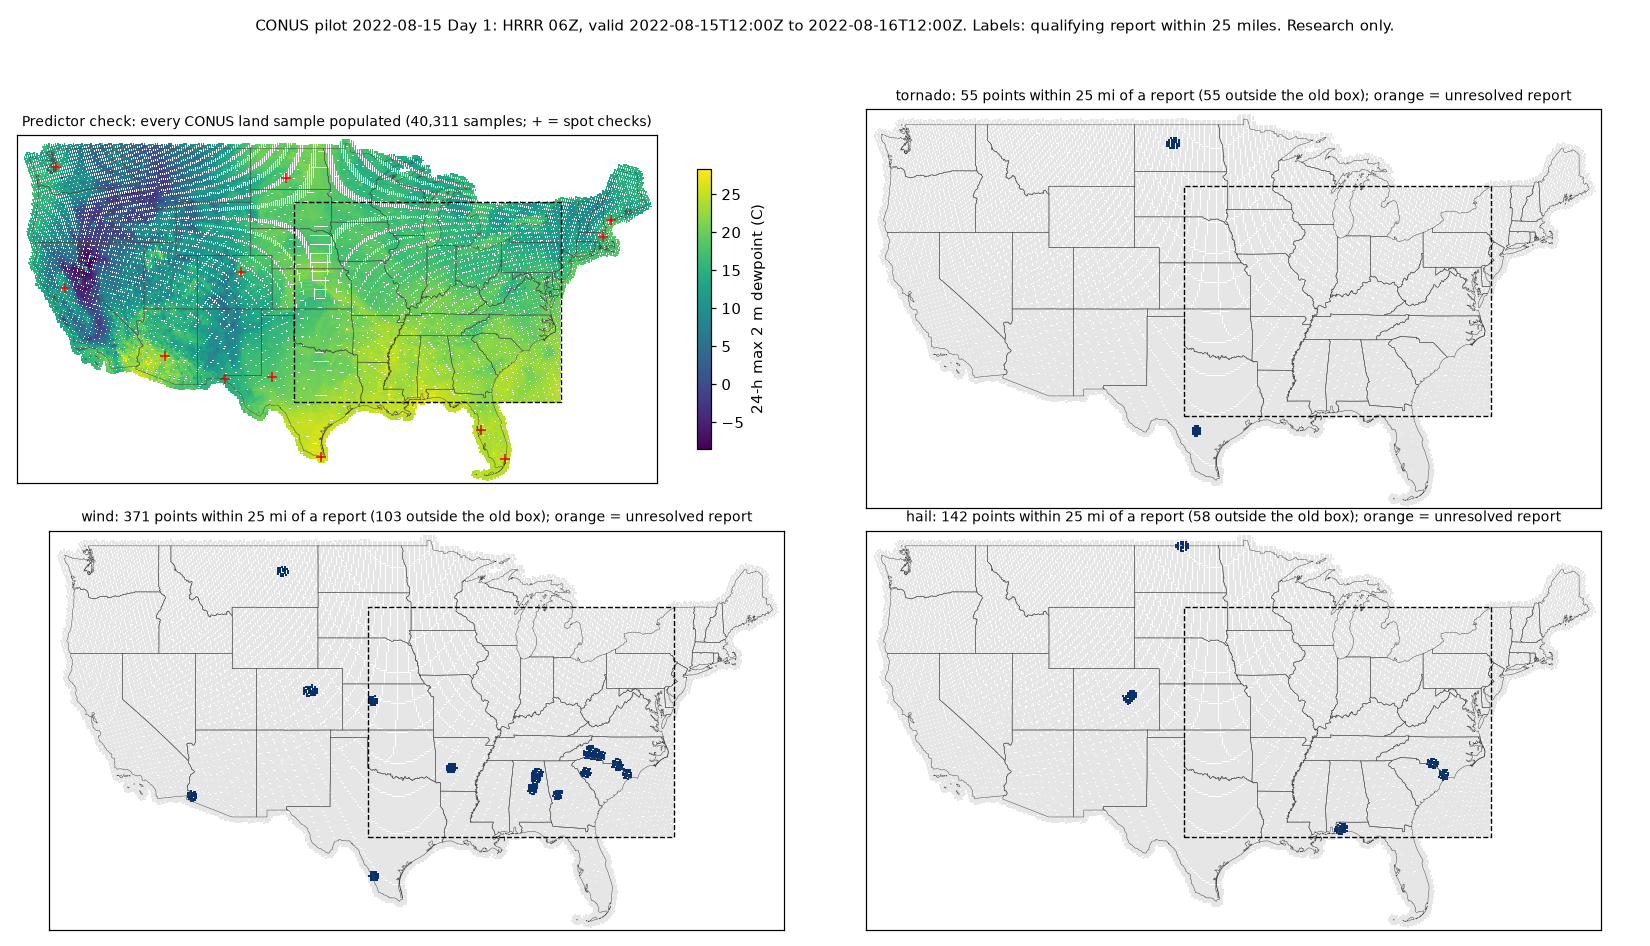 CONUS pilot 2022-08-15 Day 1: HRRR 06Z, valid 2022-08-15T12:00Z to 2022-08-16T12:00Z. Labels: qualifying report within 25 miles. Research only.
Predictor check: every CONUS land sample populated (40,311 samples; + = spot checks)
25
20
15
10
5
0
−5
24-h max 2 m dewpoint (C)
tornado: 55 points within 25 mi of a report (55 outside the old box); orange = unresolved report
wind: 371 points within 25 mi of a report (103 outside the old box); orange = unresolved report
hail: 142 points within 25 mi of a report (58 outside the old box); orange = unresolved report